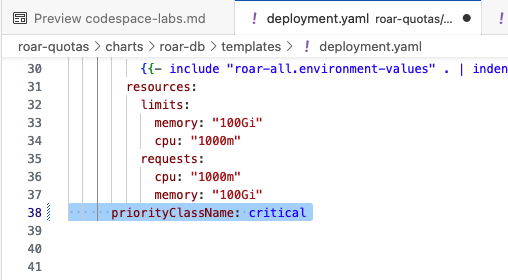 Preview codespace-labs.md
! deployment.yaml roar-quotas/... ● !
roar-quotas > charts > roar-db > templates > ! deployment.yaml
30 {{- include "roar-all.environment-values" . | inden
31 resources:
32 limits:
33 memory: "100Gi"
34 cpu: "1000m"
35 requests:
36 cpu: "1000m"
37 memory: "100Gi"
38 priorityClassName: critical
39
40
41